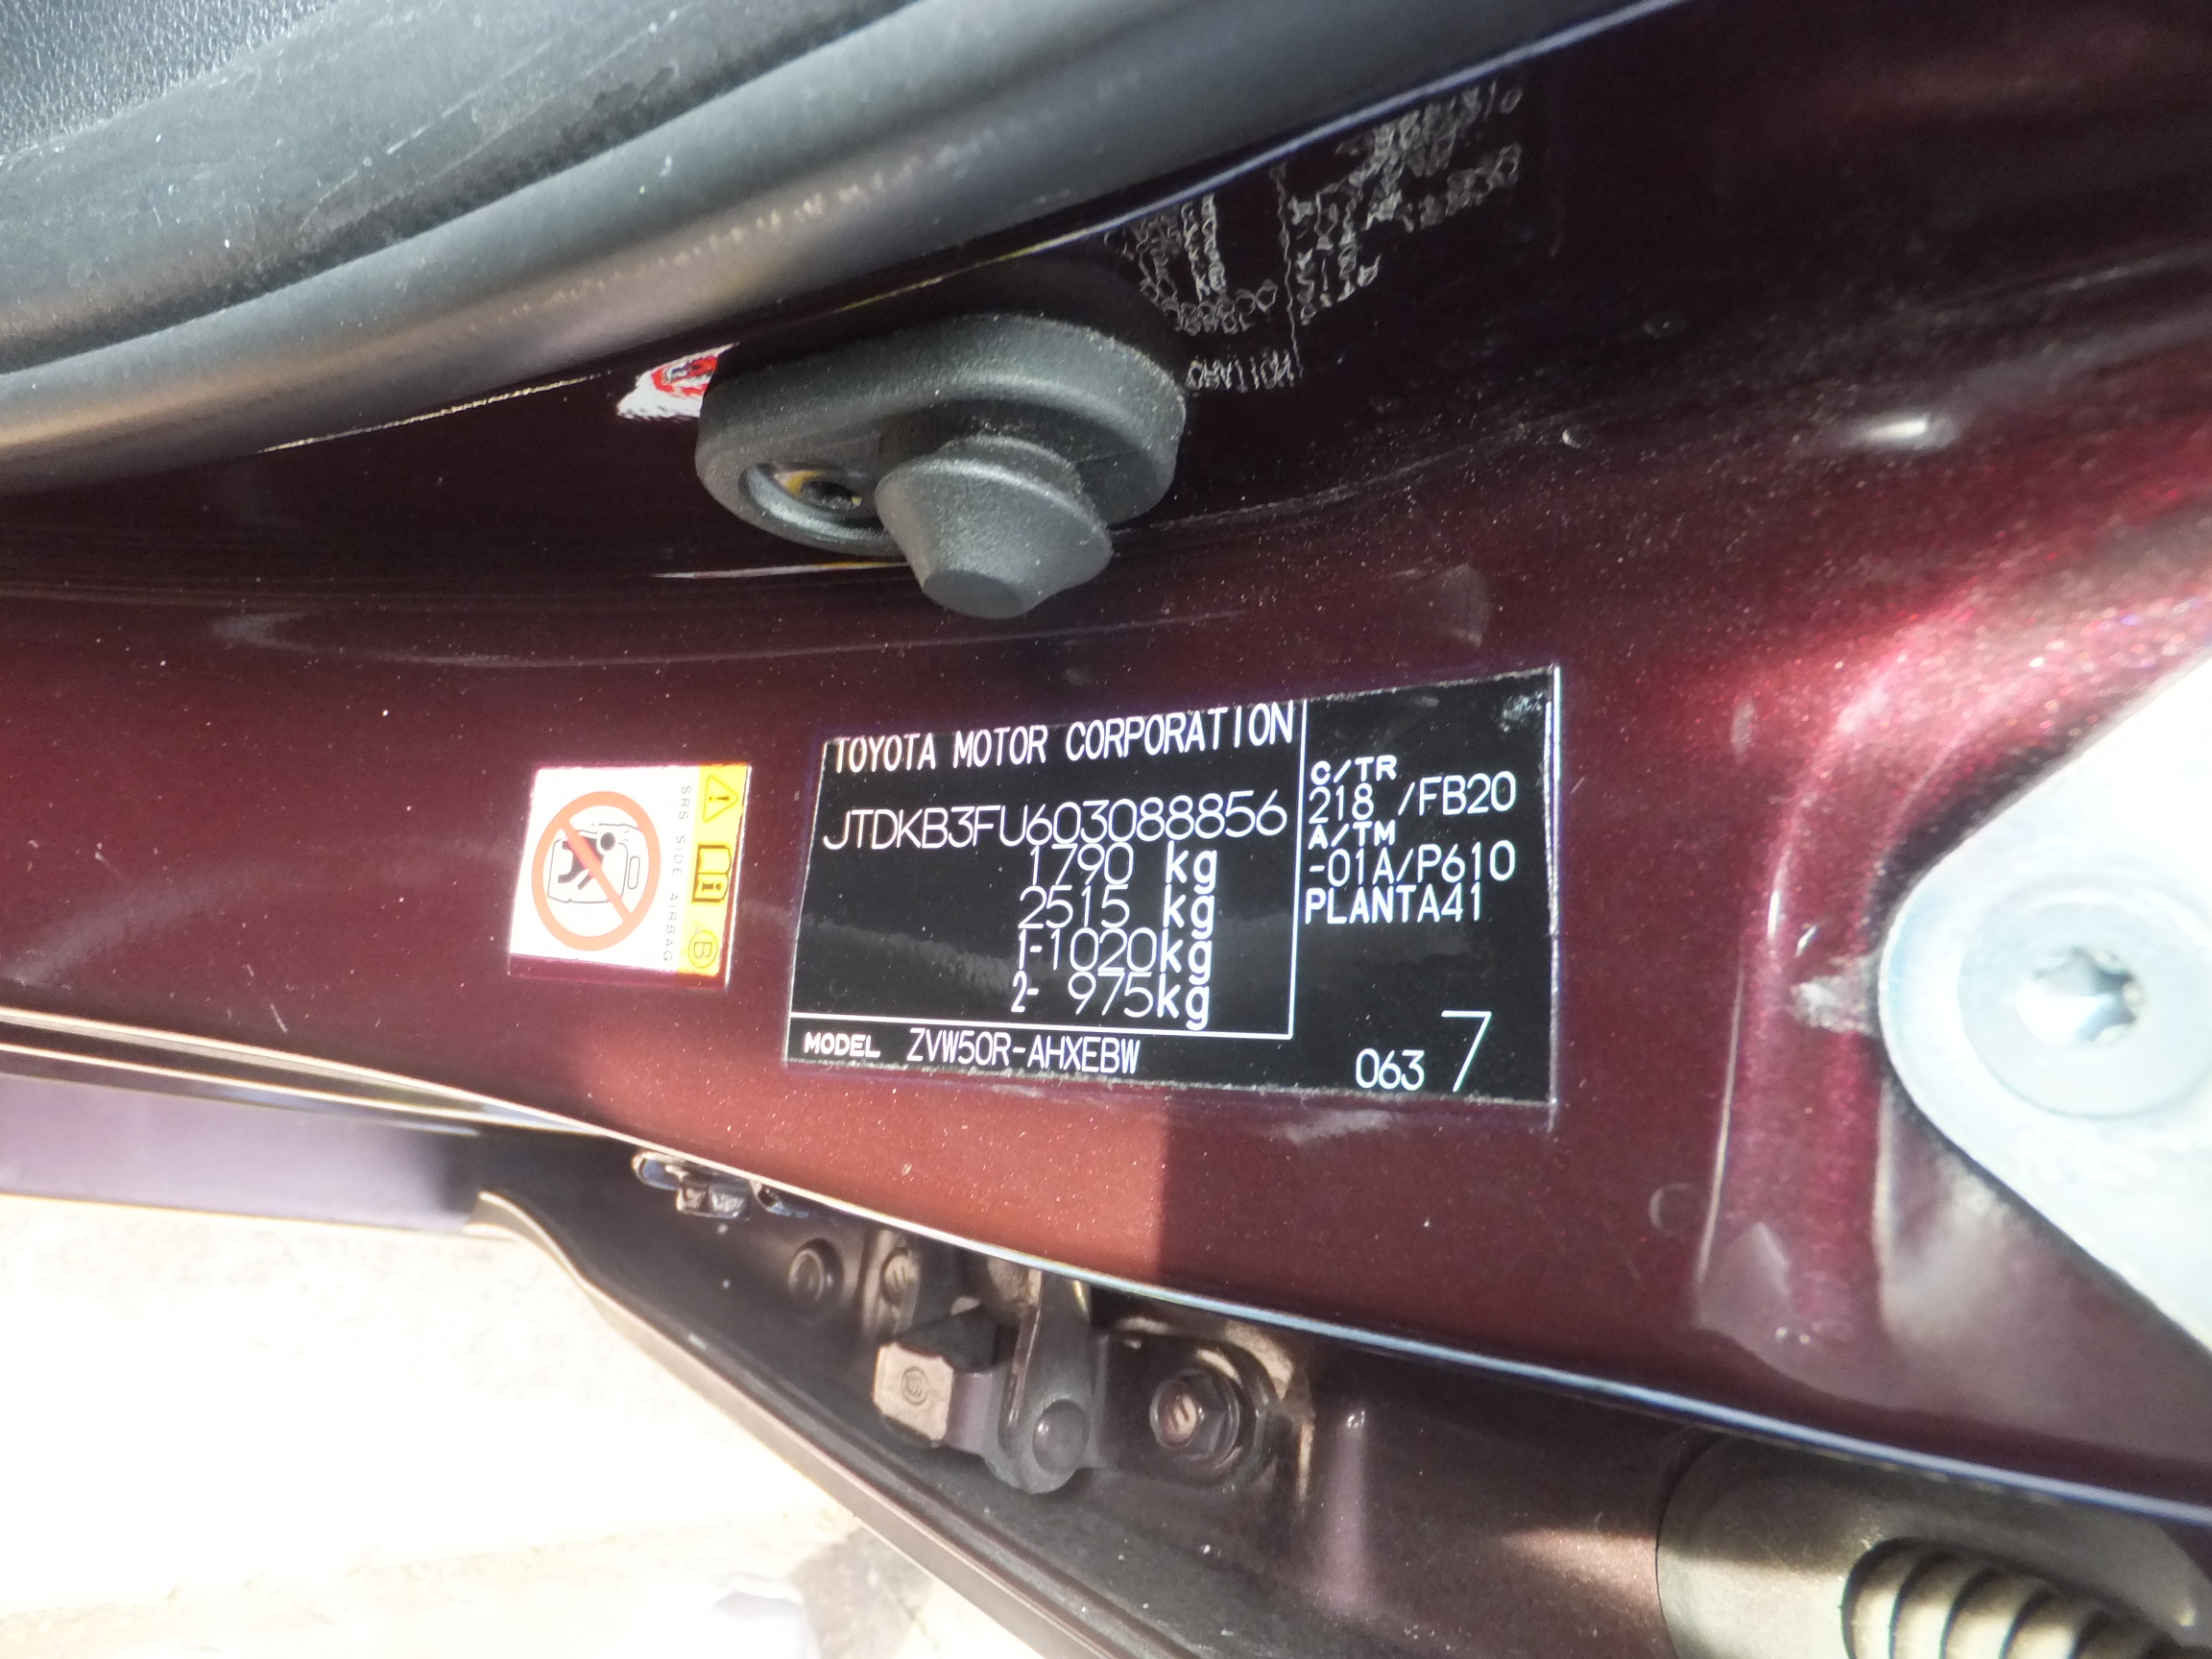 SRS SIDE AIRBAG
B
TOYOTA MOTOR CORPORATION
JTDKB3FU603088856
1790 kg
2515 kg
1-1020kg
2- 975kg
MODEL ZVW50R-AHXEBW
C/TR
218 /FB20
A/TM
-01A/P610
PLANTA41
063 7